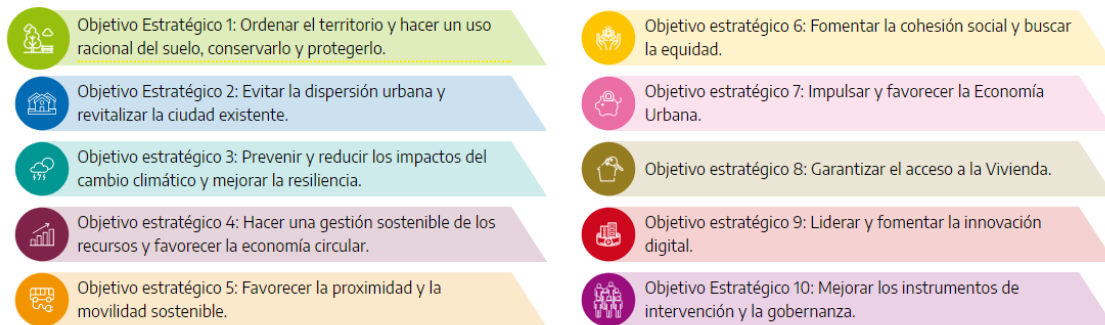 Objetivo Estratégico 1: Ordenar el territorio y hacer un uso
racional del suelo, conservarlo y protegerlo.
Objetivo Estratégico 2: Evitar la dispersión urbana y
revitalizar la ciudad existente.
Objetivo estratégico 3: Prevenir y reducir los impactos del
cambio climático y mejorar la resiliencia.
Objetivo estratégico 4: Hacer una gestión sostenible de los
recursos y favorecer la economía circular.
Objetivo estratégico 5: Favorecer la proximidad y la
movilidad sostenible.
Objetivo estratégico 6: Fomentar la cohesión social y buscar
la equidad.
Objetivo estratégico 7: Impulsar y favorecer la Economía
Urbana.
Objetivo estratégico 8: Garantizar el acceso a la Vivienda.
Objetivo estratégico 9: Liderar y fomentar la innovación
digital.
Objetivo Estratégico 10: Mejorar los instrumentos de
intervención y la gobernanza.